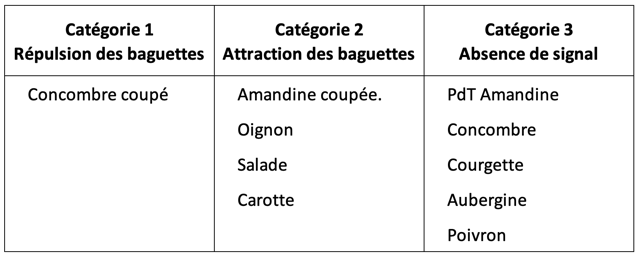 Catégorie 1
Répulsion des baguettes
Catégorie 2
Attraction des baguettes
Catégorie 3
Absence de signal
Concombre coupé
Amandine coupée.
Oignon
Salade
Carotte
PdT Amandine
Concombre
Courgette
Aubergine
Poivron